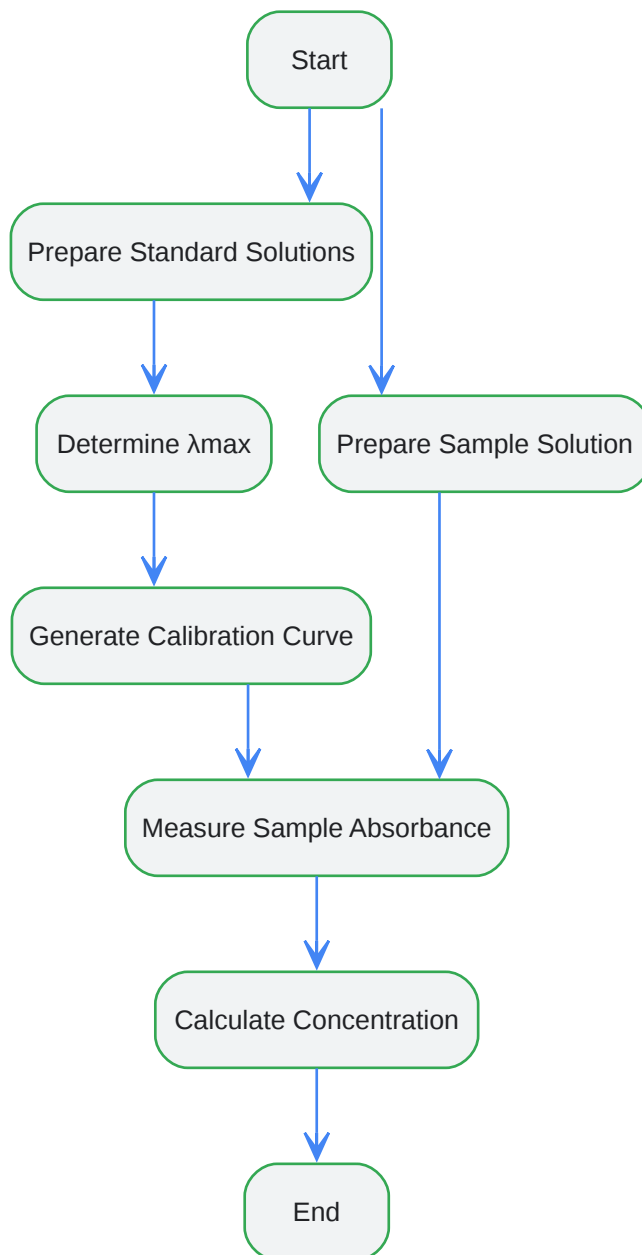 Start
Prepare Standard Solutions
Determine λmax
Prepare Sample Solution
Generate Calibration Curve
Measure Sample Absorbance
Calculate Concentration
End